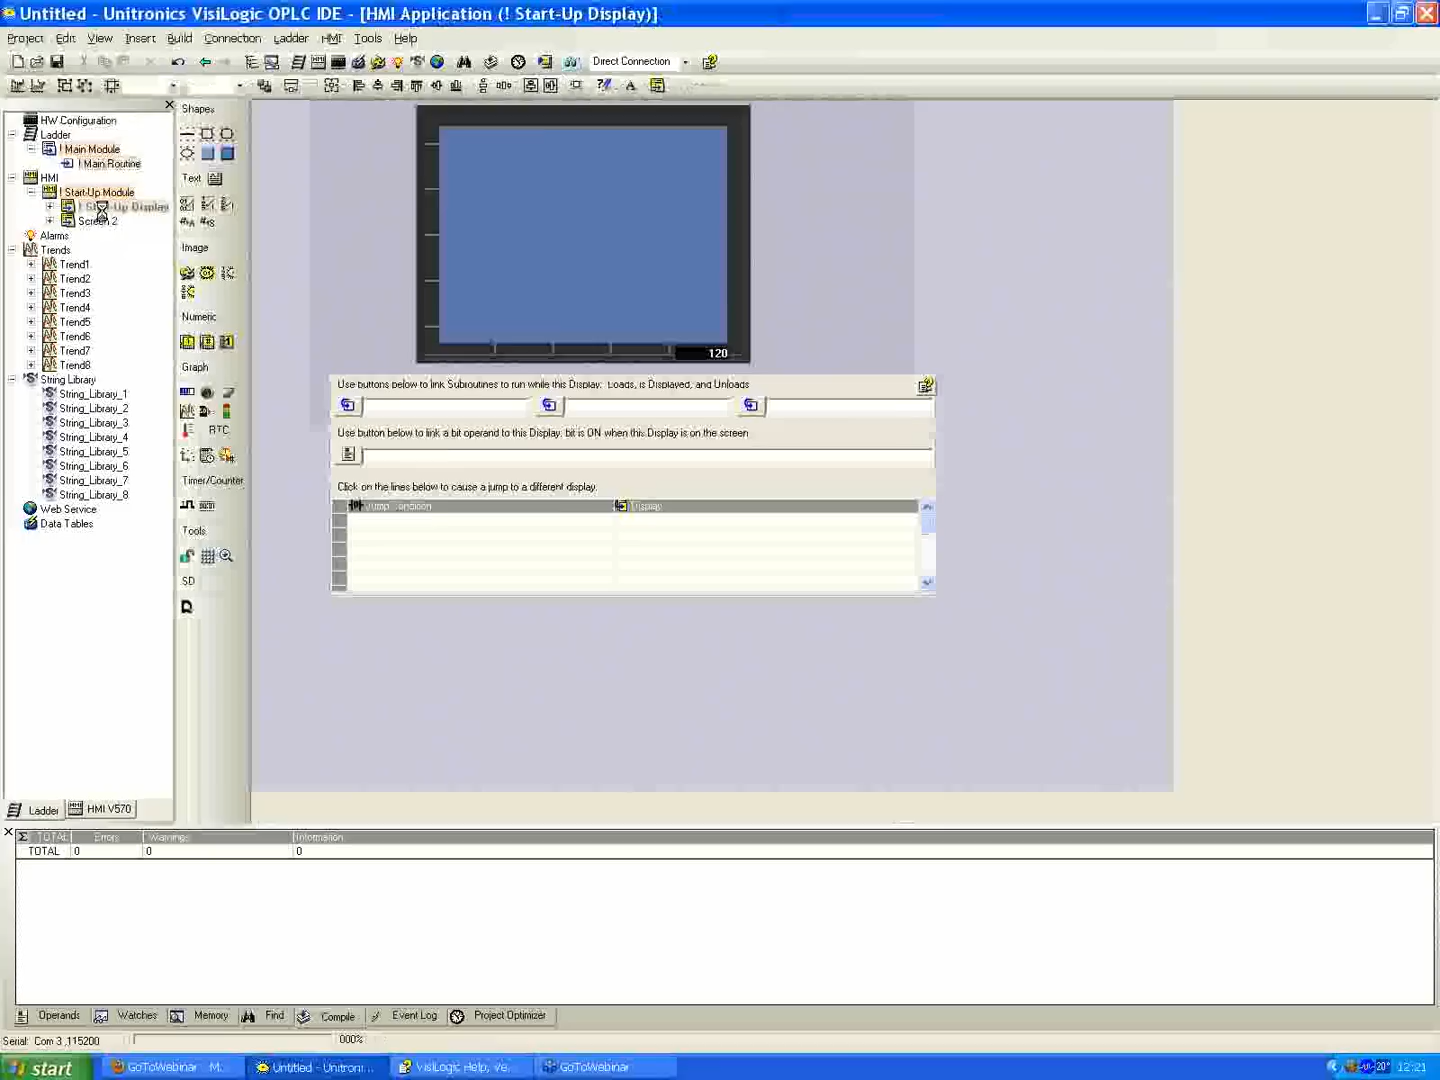 Untitled - Unitronics VisiLogic OPLC IDE - [HMI Application (! Start-Up Display)]
Project Edit View Insert Build Connection Ladder HMI Tools Help
Direct Connection
HW Configuration
Ladder
! Main Module
! Main Routine
HMI
! Start-Up Module
! Start-Up Display
Screen 2
Alarms
Trends
Trend1
Trend2
Trend3
Trend4
Trend5
Trend6
Trend7
Trend8
String Library
String_Library_1
String_Library_2
String_Library_3
String_Library_4
String_Library_5
String_Library_6
String_Library_7
String_Library_8
Web Service
Data Tables
Ladder HMI V570
Shapes
Text
Image
Numeric
Graph
RTC
Timer/Counter
Tools
SD
120
Use buttons below to link Subroutines to run while this Display: Loads, is Displayed, and Unloads
Use button below to link a bit operand to this Display: bit is ON when this Display is on the screen
Click on the lines below to cause a jump to a different display.
Jump Condition Display
Σ TOTAL Errors Warnings Information
TOTAL 0 0 0
Operands Watches Memory Find Compile Event Log Project Optimizer
Serial: Com 3 ,115200 000%
start GoToWebinar - M... Untitled - Unitroni... VisiLogic Help, Ve... GoToWebinar 20° 12:21